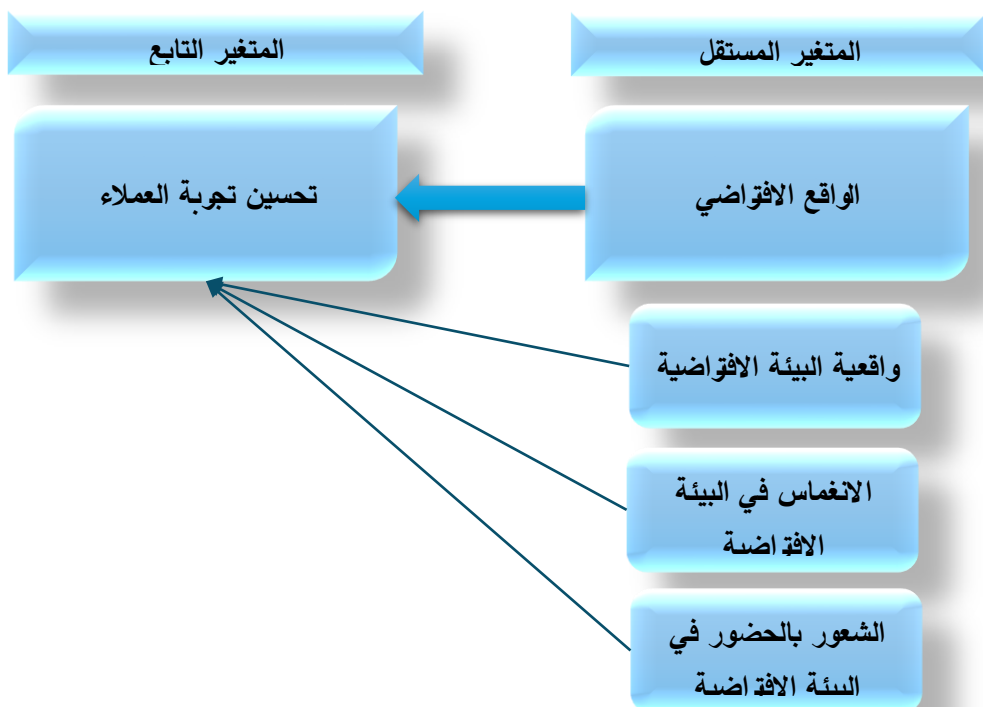 المتغير المستقل
المتغير التابع
الواقع الافتراضي
تحسين تجربة العملاء
واقعية البيئة الافتراضية
الانغماس في البيئة
الافتراضية
الشعور بالحضور في
البيئة الافتراضية